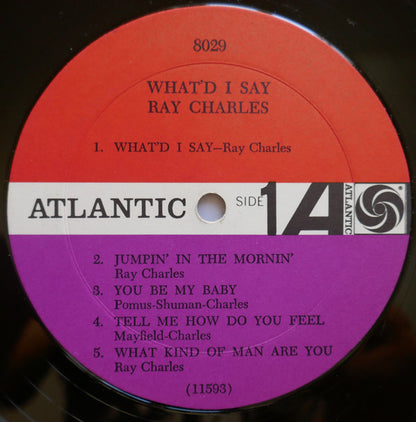 8029
WHAT'D I SAY
RAY CHARLES
1. WHAT'D I SAY—Ray Charles
ATLANTIC SIDE 1 A ATLANTIC
2. JUMPIN' IN THE MORNIN'
Ray Charles
3. YOU BE MY BABY
Pomus-Shuman-Charles
4. TELL ME HOW DO YOU FEEL
Mayfield-Charles
5. WHAT KIND OF MAN ARE YOU
Ray Charles
(11593)